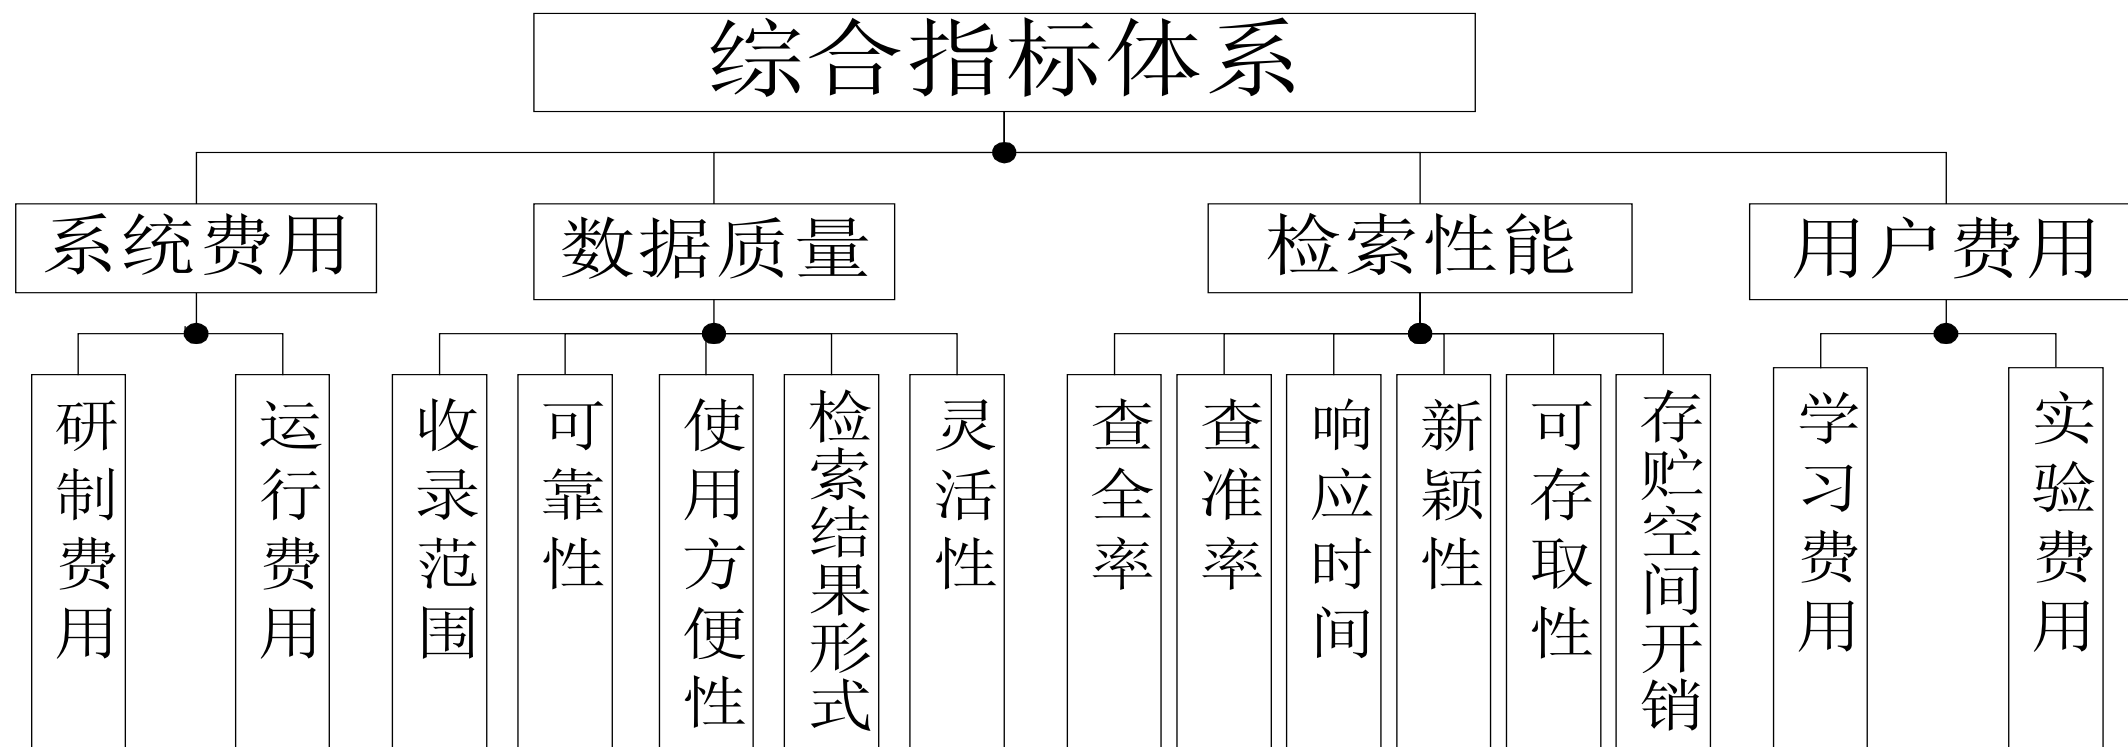 综合指标体系
系统费用
数据质量
检索性能
用户费用
研制费用
运行费用
收录范围
可靠性
使用方便性
检索结果形式
灵活性
查全率
查准率
响应时间
新颖性
可存取性
存贮空间开销
学习费用
实验费用